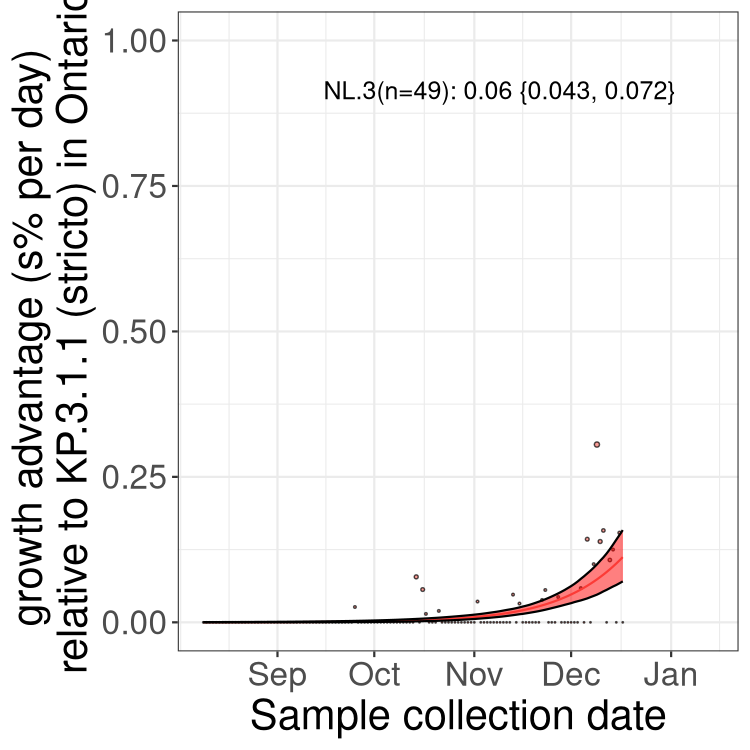 growth advantage (s% per day)
relative to KP.3.1.1 (stricto) in Ontario
1.00
NL.3(n=49): 0.06 {0.043, 0.072}
0.75
0.50
0.25
0.00
Sep Oct Nov Dec Jan
Sample collection date